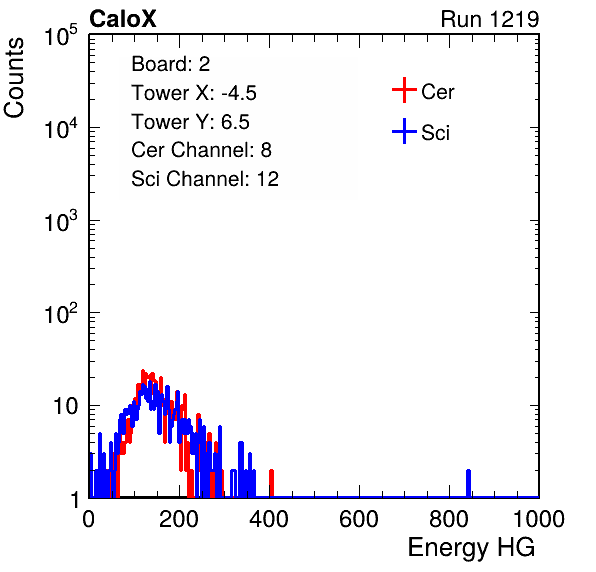 CaloX Run 1219
Counts
10^5
10^4
10^3
10^2
10
1
Board: 2
Tower X: -4.5
Tower Y: 6.5
Cer Channel: 8
Sci Channel: 12
Cer
Sci
0 200 400 600 800 1000
Energy HG